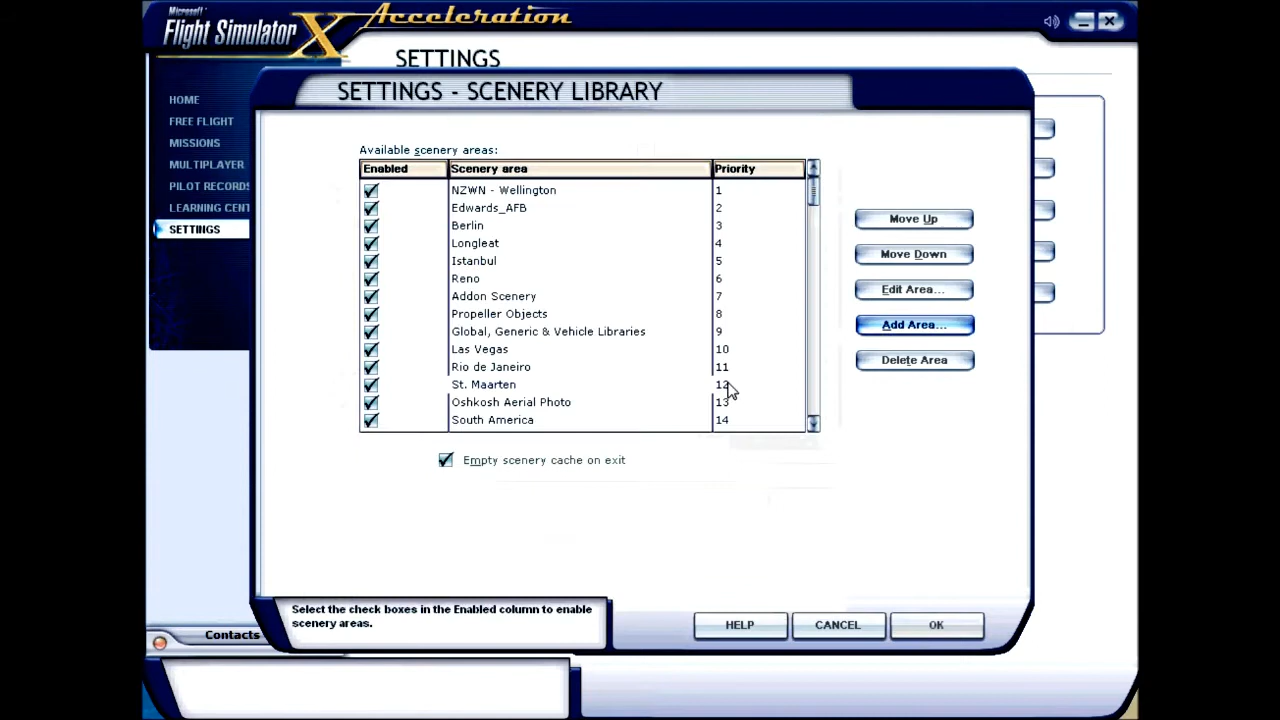 Microsoft
Flight Simulator X Acceleration
SETTINGS
SETTINGS - SCENERY LIBRARY
HOME
FREE FLIGHT
MISSIONS
MULTIPLAYER
PILOT RECORDS
LEARNING CENT
SETTINGS
Available scenery areas:
Enabled Scenery area Priority
NZWN - Wellington 1
Edwards_AFB 2
Berlin 3
Longleat 4
Istanbul 5
Reno 6
Addon Scenery 7
Propeller Objects 8
Global, Generic & Vehicle Libraries 9
Las Vegas 10
Rio de Janeiro 11
St. Maarten 12
Oshkosh Aerial Photo 13
South America 14
Move Up
Move Down
Edit Area...
Add Area...
Delete Area
Empty scenery cache on exit
Select the check boxes in the Enabled column to enable
scenery areas.
HELP CANCEL OK
Contacts